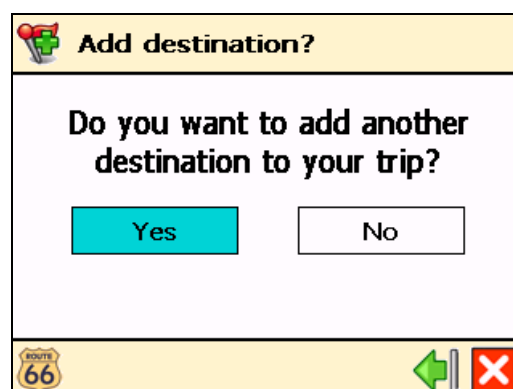 Add destination?
Do you want to add another
destination to your trip?
Yes No
ROUTE
66